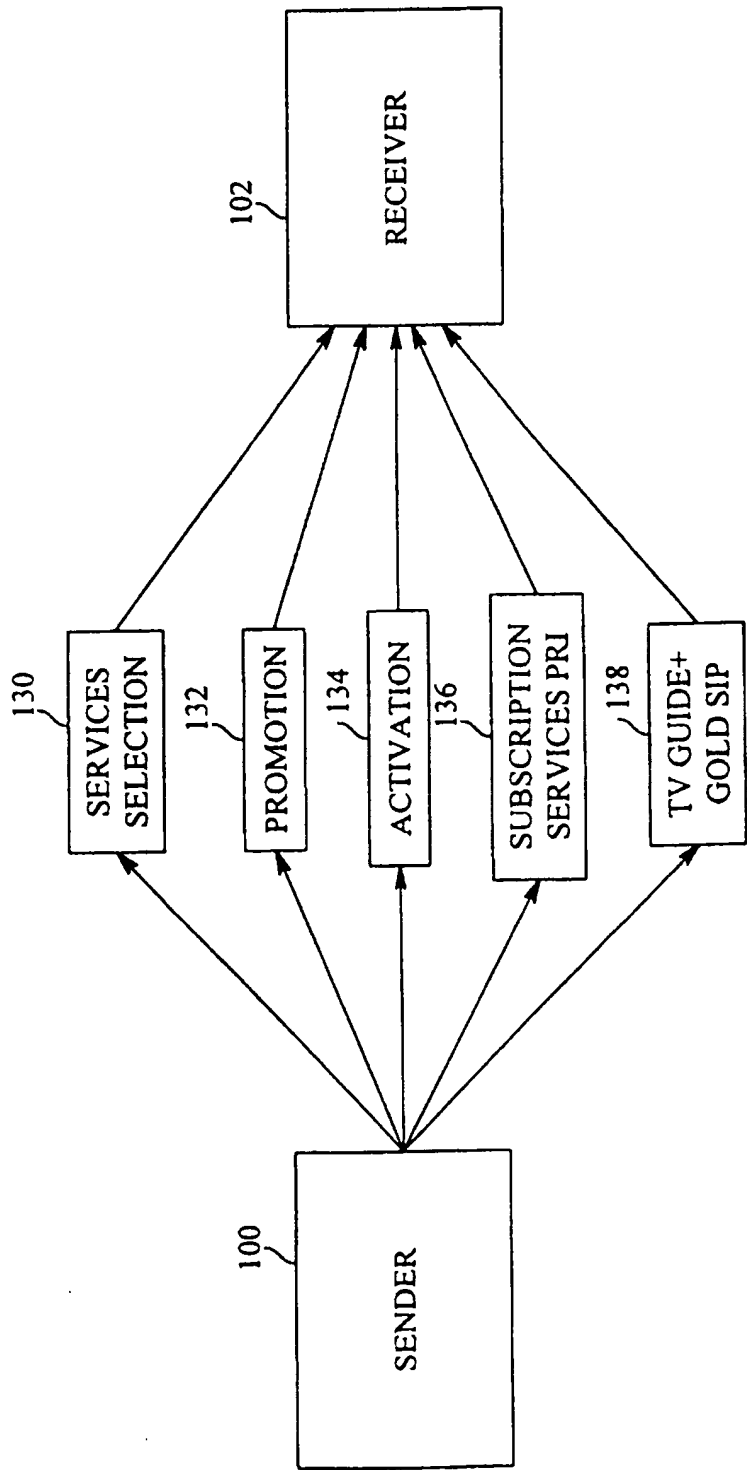 100
SENDER
130
SERVICES
SELECTION
132
PROMOTION
134
ACTIVATION
136
SUBSCRIPTION
SERVICES PRI
138
TV GUIDE+
GOLD SIP
102
RECEIVER